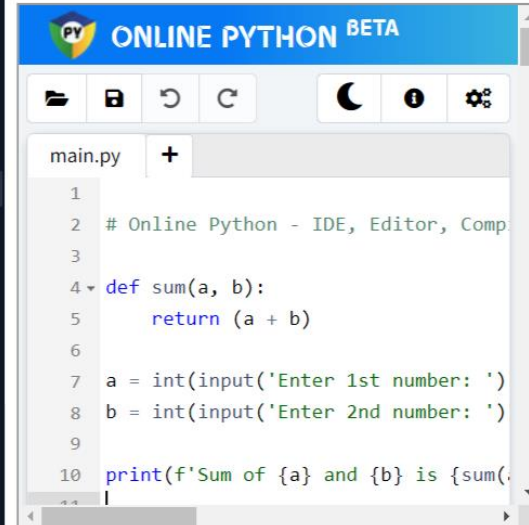 PY ONLINE PYTHON BETA
main.py +
1
2 # Online Python - IDE, Editor, Comp
3
4 def sum(a, b):
5 return (a + b)
6
7 a = int(input('Enter 1st number: ')
8 b = int(input('Enter 2nd number: ')
9
10 print(f'Sum of {a} and {b} is {sum(